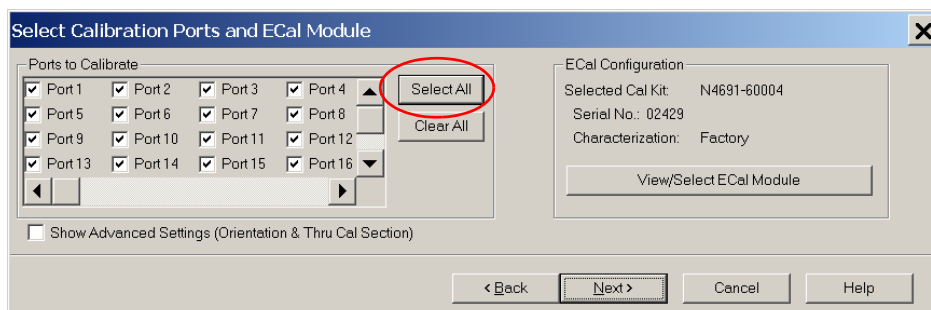 Select Calibration Ports and ECal Module
Ports to Calibrate
Port 1 Port 2 Port 3 Port 4
Port 5 Port 6 Port 7 Port 8
Port 9 Port 10 Port 11 Port 12
Port 13 Port 14 Port 15 Port 16
Select All
Clear All
ECal Configuration
Selected Cal Kit: N4691-60004
Serial No.: 02429
Characterization: Factory
View/Select ECal Module
Show Advanced Settings (Orientation & Thru Cal Section)
< Back Next > Cancel Help